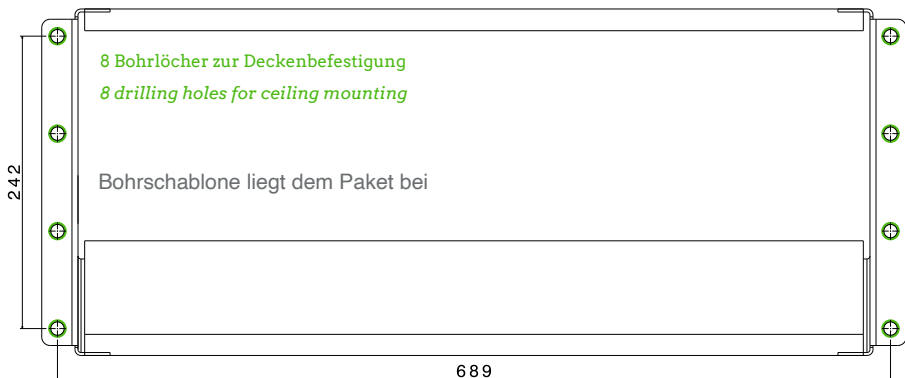 8 Bohrlöcher zur Deckenbefestigung
8 drilling holes for ceiling mounting
242
Bohrschablone liegt dem Paket bei
689